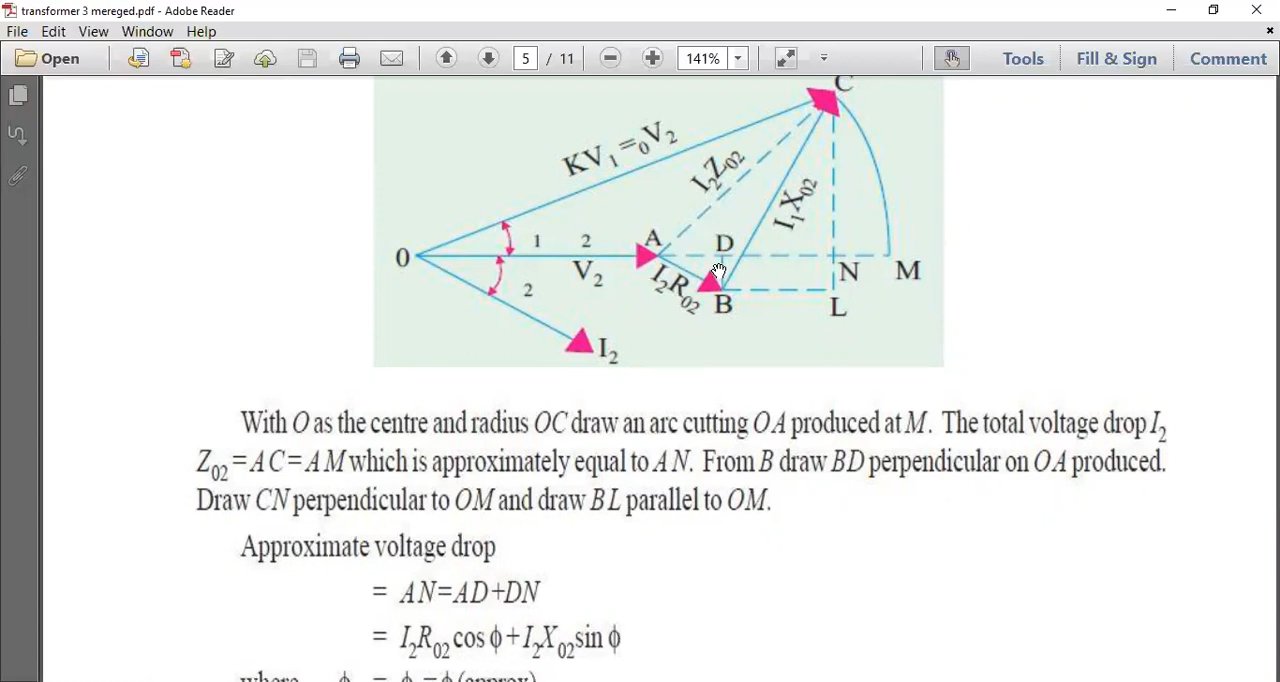 transformer 3 mereged.pdf - Adobe Reader
File Edit View Window Help
Open 5 / 11 141% Tools Fill & Sign Comment
C
KV₁ = ₀V₂
I₂Z₀₂
I₁X₀₂
0 1 2 A D
V₂ N M
2 I₂R₀₂ B L
I₂
With O as the centre and radius OC draw an arc cutting OA produced at M. The total voltage drop I₂
Z₀₂ = AC = AM which is approximately equal to AN. From B draw BD perpendicular on OA produced.
Draw CN perpendicular to OM and draw BL parallel to OM.
Approximate voltage drop
= AN = AD + DN
= I₂R₀₂ cos ϕ + I₂X₀₂ sin ϕ
where